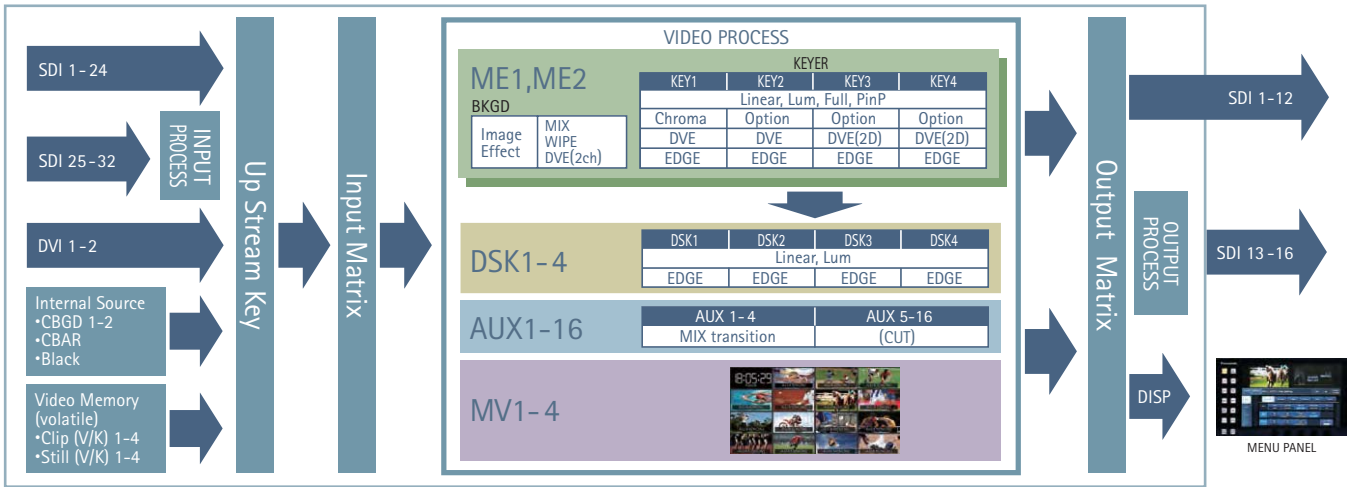 SDI 1-24
SDI 25-32
INPUT
PROCESS
DVI 1-2
Internal Source
•CBGD 1-2
•CBAR
•Black
Video Memory
(volatile)
•Clip (V/K) 1-4
•Still (V/K) 1-4
Up Stream Key
Input Matrix
VIDEO PROCESS
ME1,ME2
BKGD
Image
Effect
MIX
WIPE
DVE(2ch)
KEYER
KEY1 KEY2 KEY3 KEY4
Linear, Lum, Full, PinP
Chroma Option Option Option
DVE DVE DVE(2D) DVE(2D)
EDGE EDGE EDGE EDGE
DSK1-4
DSK1 DSK2 DSK3 DSK4
Linear, Lum
EDGE EDGE EDGE EDGE
AUX1-16
AUX 1-4 AUX 5-16
MIX transition (CUT)
MV1-4
18:05:29
Output Matrix
OUTPUT
PROCESS
SDI 1-12
SDI 13-16
DISP
MENU PANEL